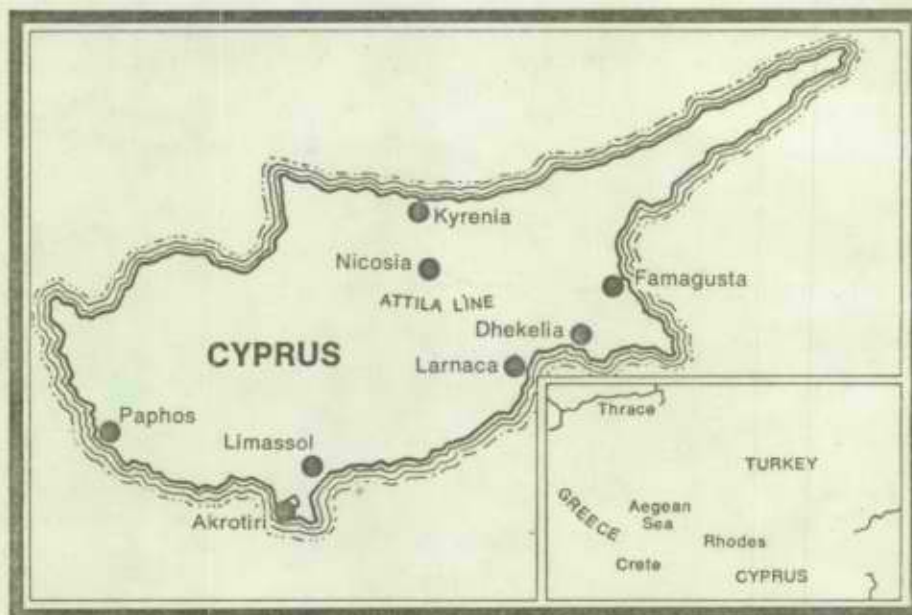 Kyrenia
Nicosia
Famagusta
ATTILA LINE
Dhekelia
CYPRUS
Larnaca
Paphos
Limassol
Akrotiri
Thrace
TURKEY
GREECE
Aegean
Sea
Rhodes
Crete
CYPRUS